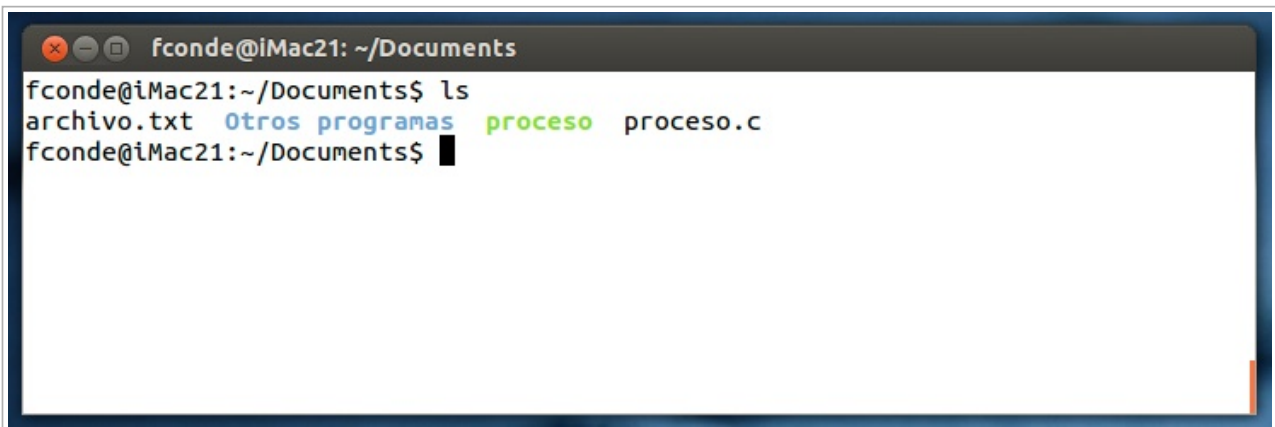 fconde@iMac21: ~/Documents
fconde@iMac21:~/Documents$ ls
archivo.txt  Otros programas  proceso  proceso.c
fconde@iMac21:~/Documents$